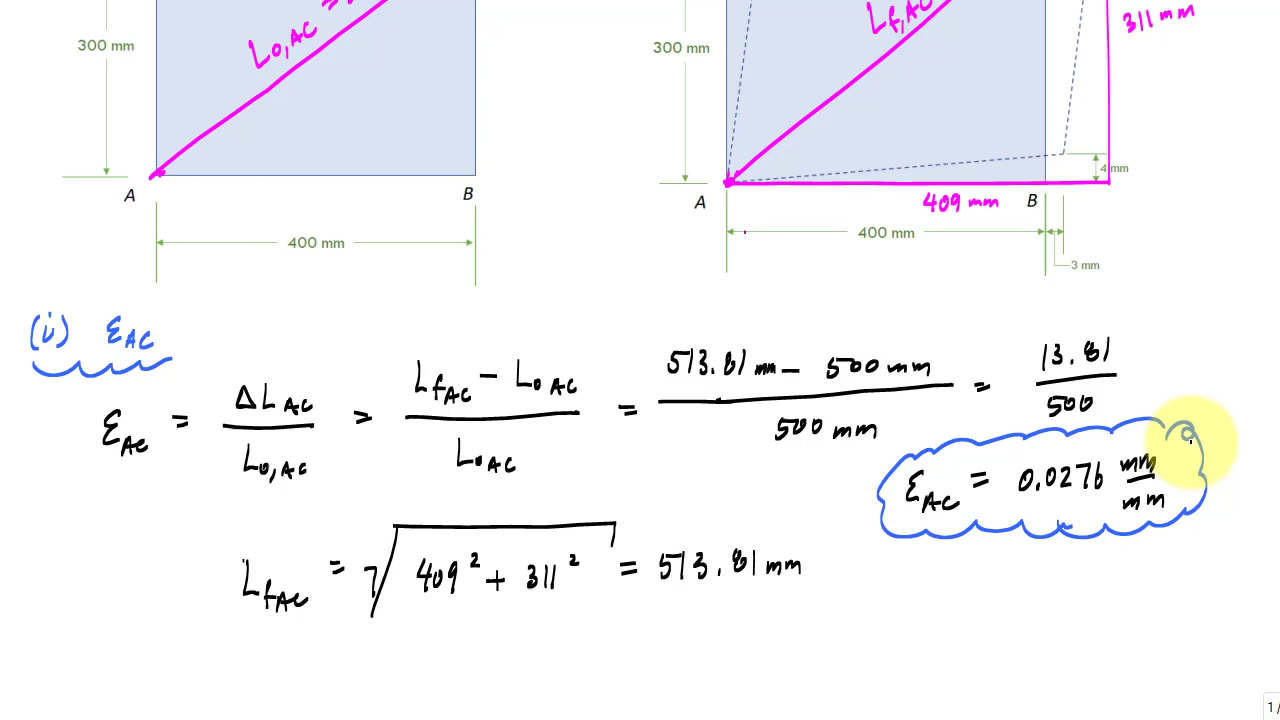 300 mm
L0,AC =
A
B
400 mm
300 mm
Lf,AC
311 mm
4 mm
409 mm
A
B
400 mm
3 mm
(i) εAC
εAC = ΔLAC / L0,AC = LfAC - L0AC / L0AC = 513.81 mm - 500 mm / 500 mm = 13.81 / 500
εAC = 0.0276 mm / mm
LfAC = √409² + 311² = 513.81 mm
1/